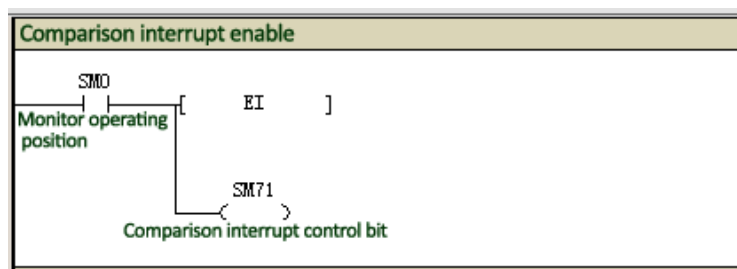 Comparison interrupt enable
SM0
[ EI ]
Monitor operating
position
SM71
( )
Comparison interrupt control bit